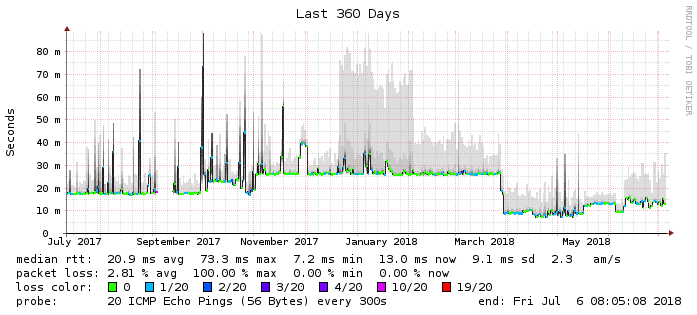 Last 360 Days
RRDTOOL / TOBI OETIKER
Seconds
80 m
70 m
60 m
50 m
40 m
30 m
20 m
10 m
0
July 2017 September 2017 November 2017 January 2018 March 2018 May 2018
median rtt: 20.9 ms avg 73.3 ms max 7.2 ms min 13.0 ms now 9.1 ms sd 2.3 am/s
packet loss: 2.81 % avg 100.00 % max 0.00 % min 0.00 % now
loss color: 0 1/20 2/20 3/20 4/20 10/20 19/20
probe: 20 ICMP Echo Pings (56 Bytes) every 300s end: Fri Jul 6 08:05:08 2018